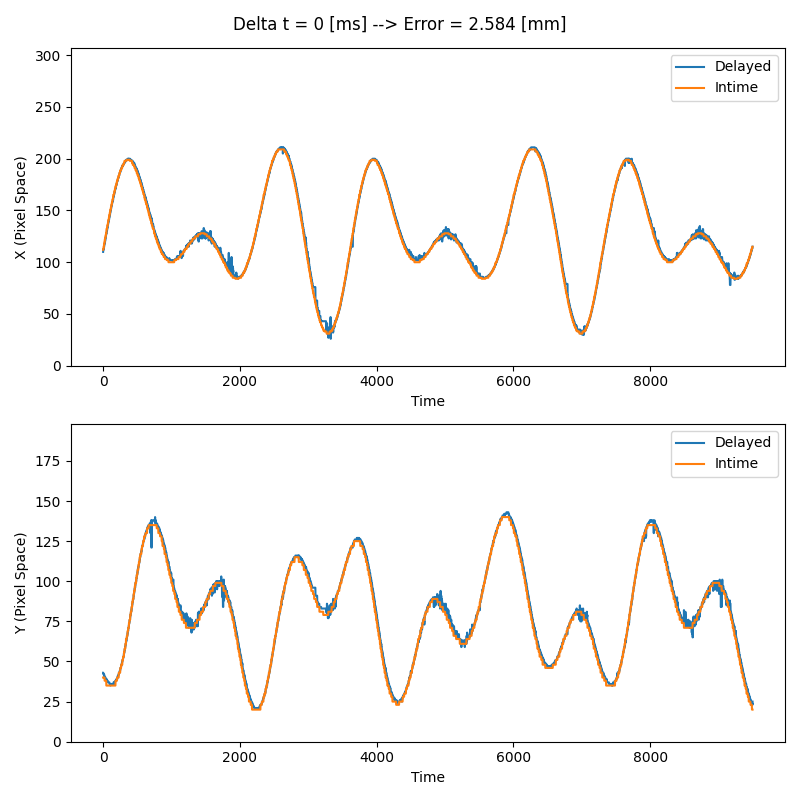 Delta t = 0 [ms] --> Error = 2.584 [mm]
300
250
200
150
100
50
0
X (Pixel Space)
Delayed
Intime
0 2000 4000 6000 8000
Time
175
150
125
100
75
50
25
0
Y (Pixel Space)
Delayed
Intime
0 2000 4000 6000 8000
Time